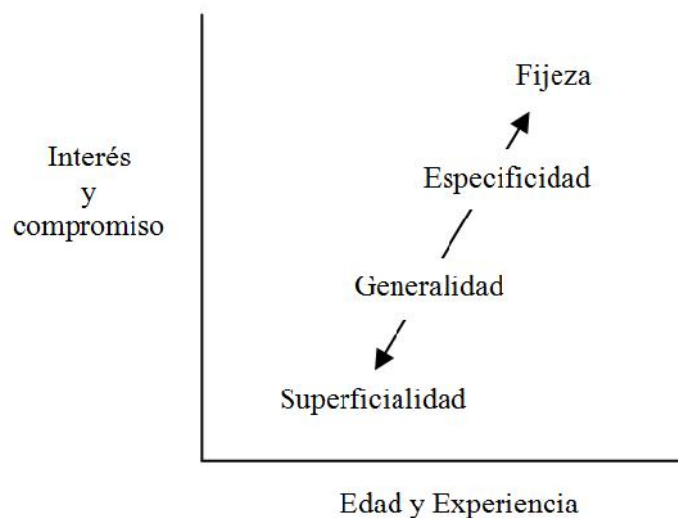 Fijeza
Especificidad
Generalidad
Superficialidad
Interés
y
compromiso
Edad y Experiencia